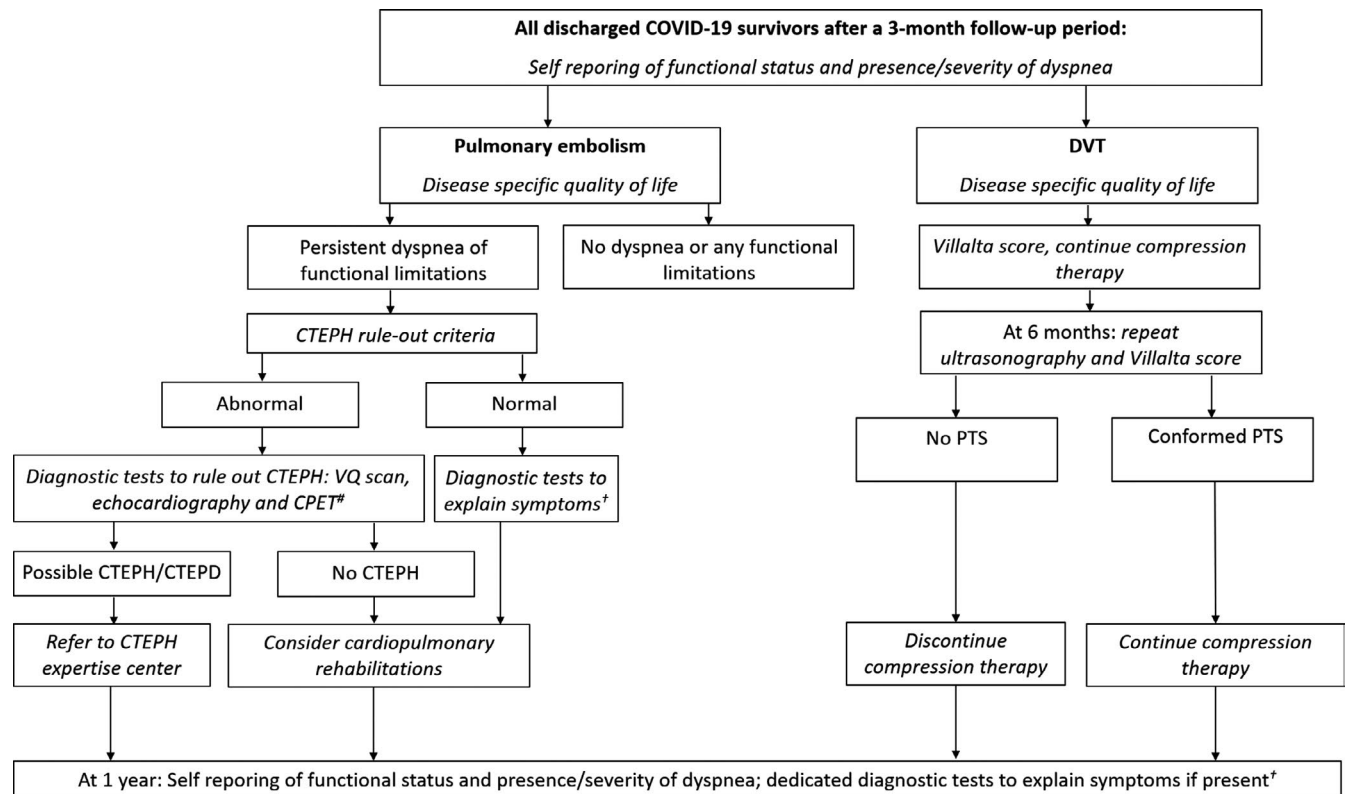 All discharged COVID-19 survivors after a 3-month follow-up period:
Self reporing of functional status and presence/severity of dyspnea
Pulmonary embolism
Disease specific quality of life
DVT
Disease specific quality of life
Persistent dyspnea of
functional limitations
No dyspnea or any functional
limitations
Villalta score, continue compression
therapy
CTEPH rule-out criteria
At 6 months: repeat
ultrasonography and Villalta score
Abnormal
Normal
No PTS
Conformed PTS
Diagnostic tests to rule out CTEPH: VQ scan,
echocardiography and CPET#
Diagnostic tests to
explain symptoms†
Possible CTEPH/CTEPD
No CTEPH
Refer to CTEPH
expertise center
Consider cardiopulmonary
rehabilitations
Discontinue
compression therapy
Continue compression
therapy
At 1 year: Self reporing of functional status and presence/severity of dyspnea; dedicated diagnostic tests to explain symptoms if present†